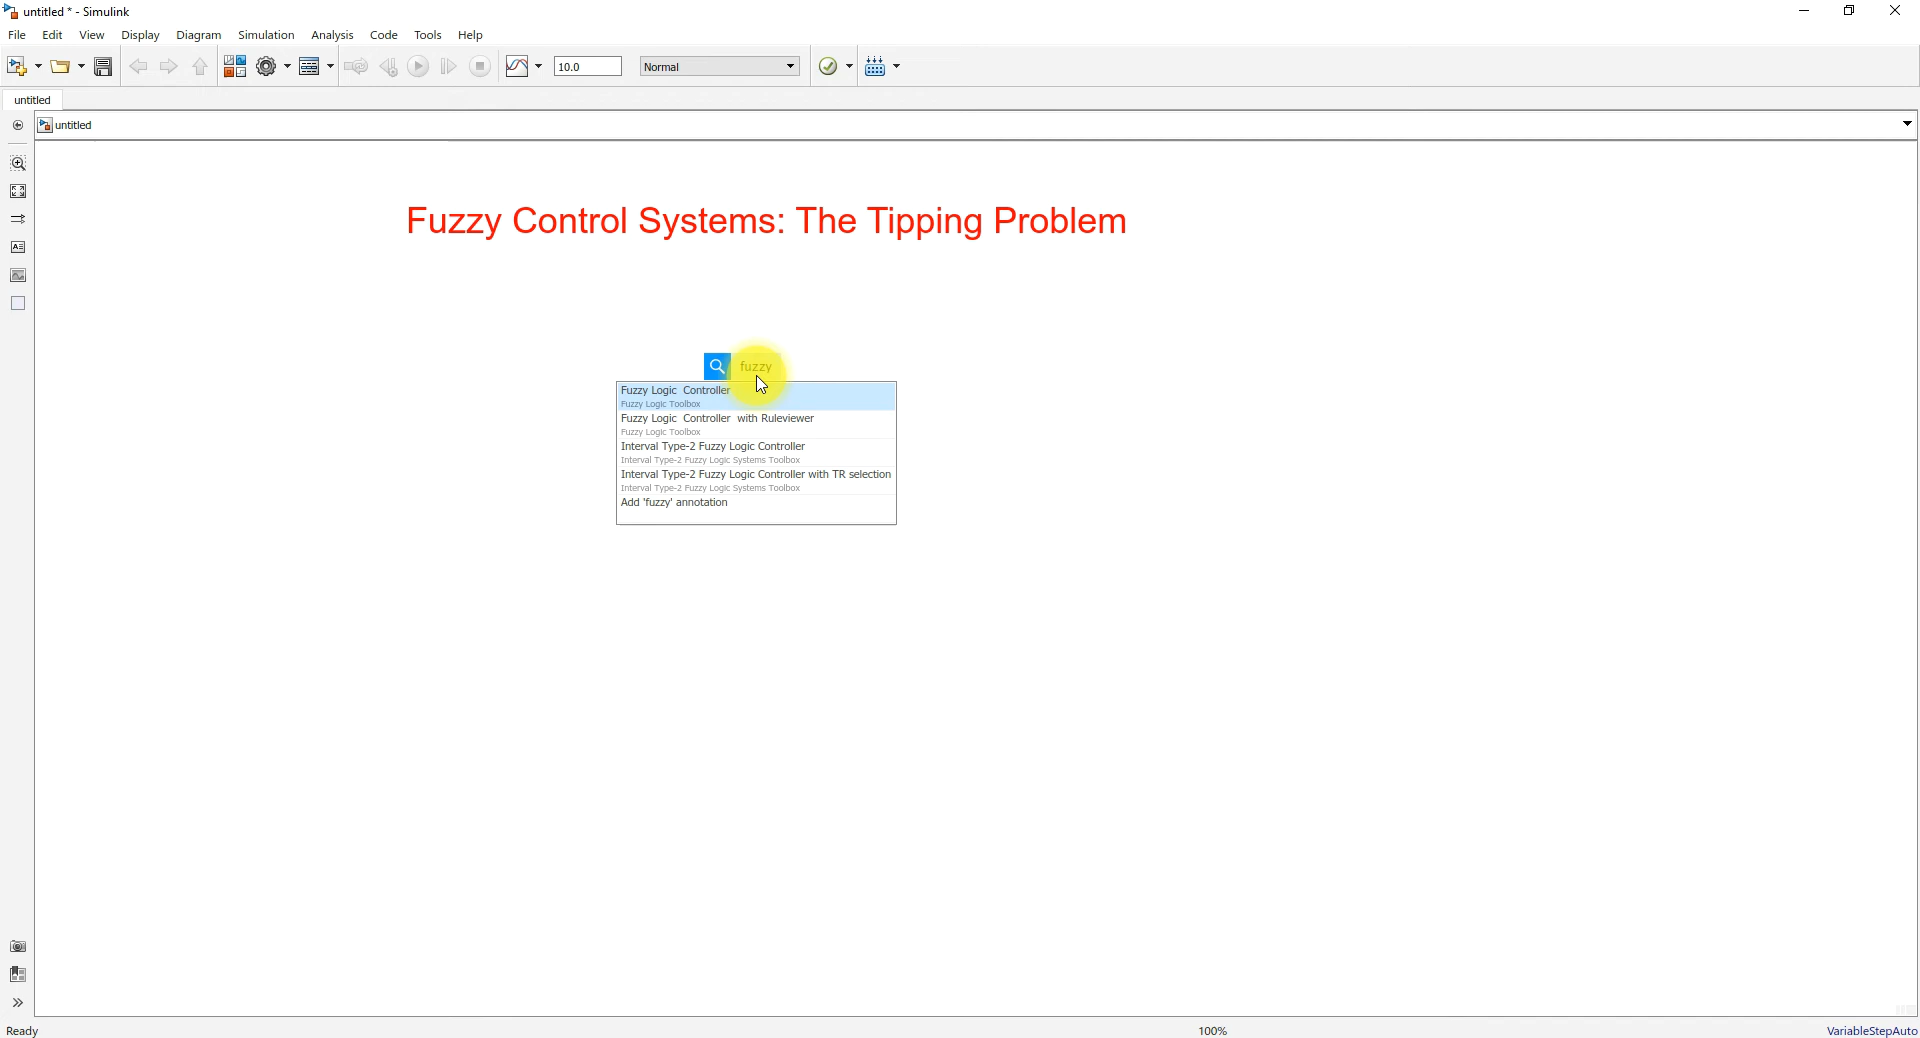 untitled * - Simulink
File Edit View Display Diagram Simulation Analysis Code Tools Help
10.0 Normal
untitled
untitled
Fuzzy Control Systems: The Tipping Problem
fuzzy
Fuzzy Logic Controller
Fuzzy Logic Toolbox
Fuzzy Logic Controller with Ruleviewer
Fuzzy Logic Toolbox
Interval Type-2 Fuzzy Logic Controller
Interval Type-2 Fuzzy Logic Systems Toolbox
Interval Type-2 Fuzzy Logic Controller with TR selection
Interval Type-2 Fuzzy Logic Systems Toolbox
Add 'fuzzy' annotation
Ready 100% VariableStepAuto